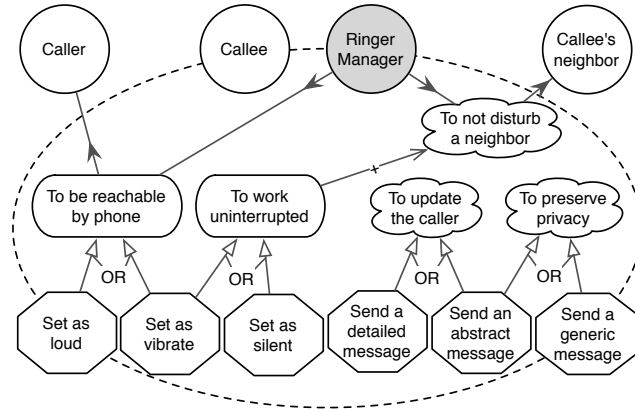 Caller
Callee
Ringer
Manager
Callee's
neighbor
To not disturb
a neighbor
+
To be reachable
by phone
To work
uninterrupted
To update
the caller
To preserve
privacy
OR
OR
OR
OR
Set as
loud
Set as
vibrate
Set as
silent
Send a
detailed
message
Send an
abstract
message
Send a
generic
message